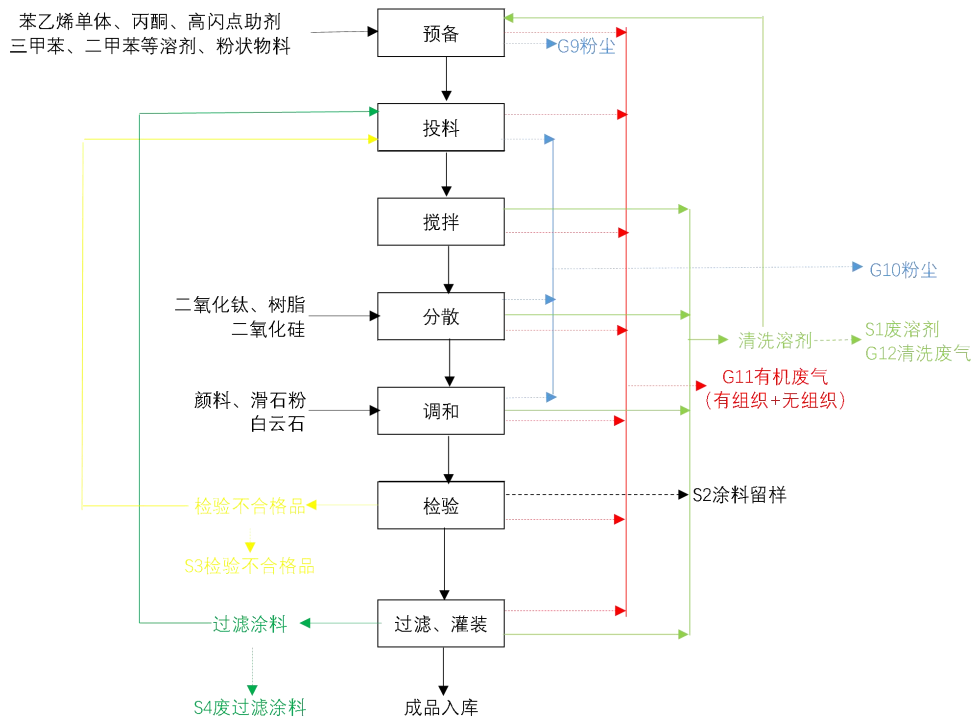 苯乙烯单体、丙酮、高闪点助剂
三甲苯、二甲苯等溶剂、粉状物料
预备
G9粉尘
投料
搅拌
G10粉尘
二氧化钛、树脂
二氧化硅
分散
清洗溶剂
S1废溶剂
G12清洗废气
G11有机废气
（有组织+无组织）
颜料、滑石粉
白云石
调和
检验不合格品
检验
S2涂料留样
S3检验不合格品
过滤涂料
过滤、灌装
S4废过滤涂料
成品入库